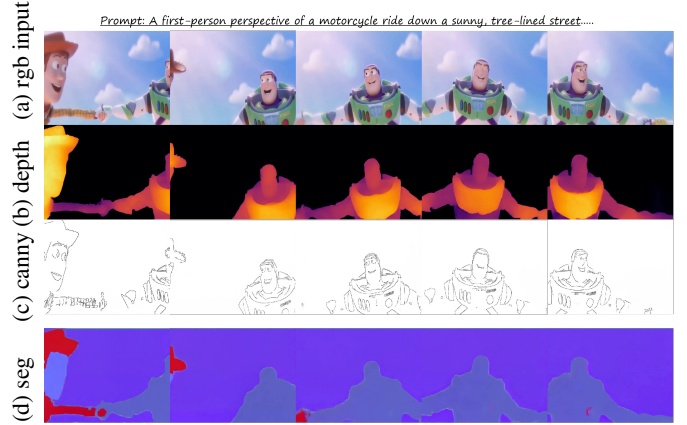 Prompt: A first-person perspective of a motorcycle ride down a sunny, tree-lined street.....
(a) rgb input
(b) depth
(c) canny
(d) seg